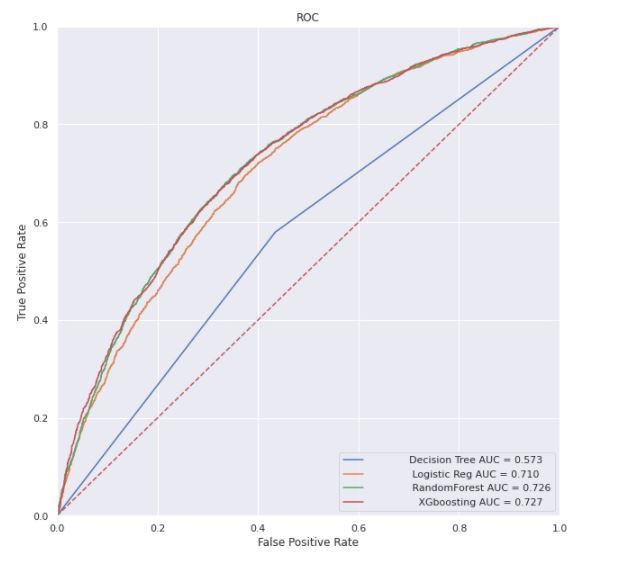 ROC
1.0
0.8
0.6
0.4
0.2
0.0
True Positive Rate
Decision Tree AUC = 0.573
Logistic Reg AUC = 0.710
RandomForest AUC = 0.726
XGboosting AUC = 0.727
0.0 0.2 0.4 0.6 0.8 1.0
False Positive Rate